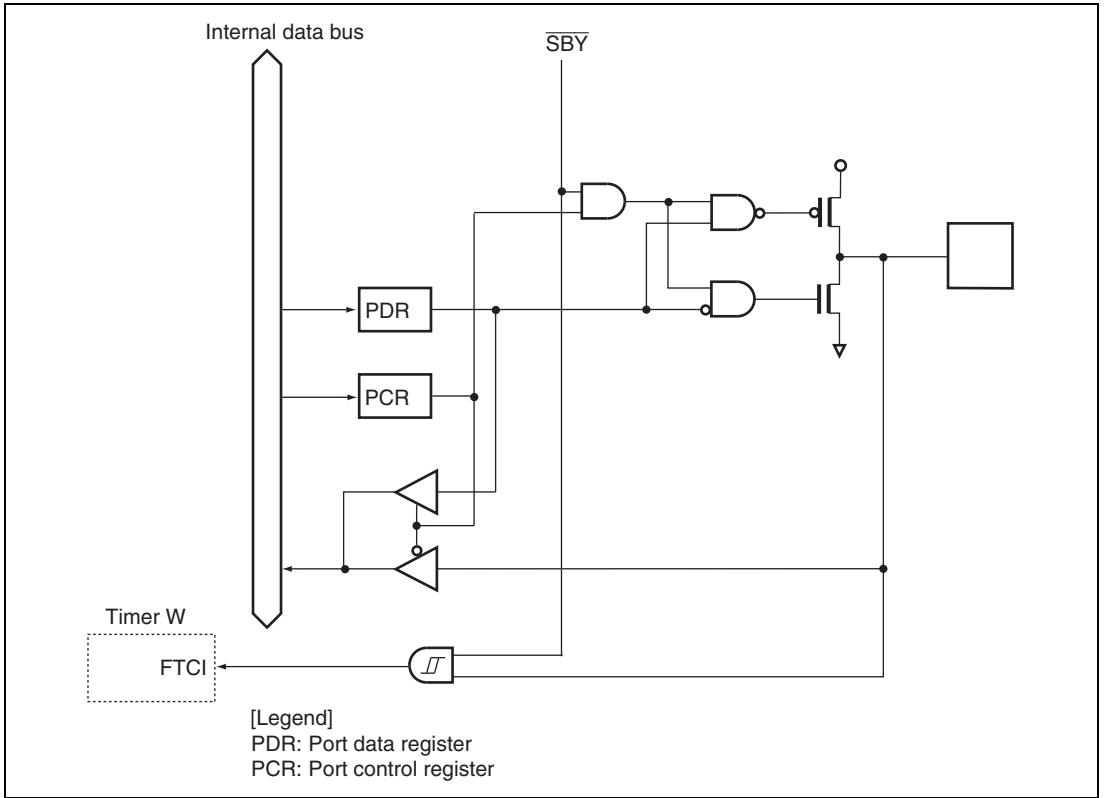 Internal data bus
SBY
PDR
PCR
Timer W
FTCI
[Legend]
PDR: Port data register
PCR: Port control register